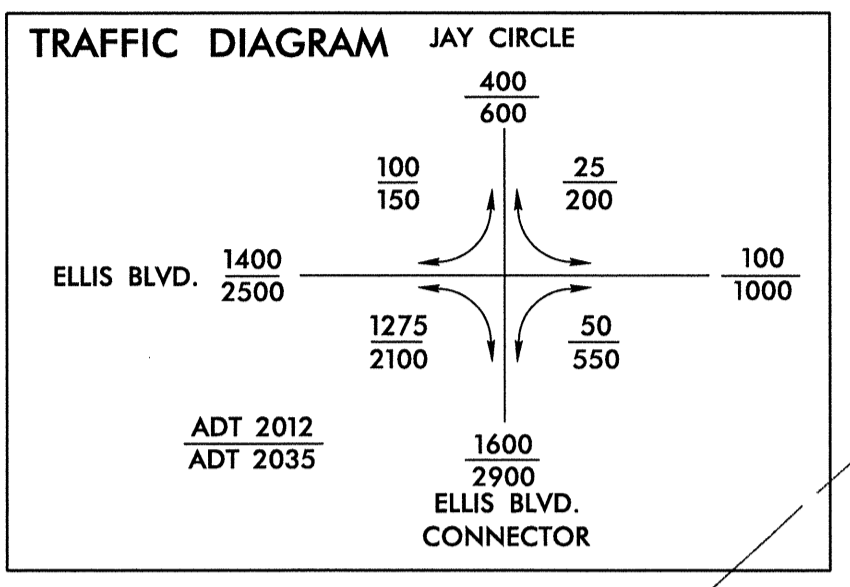 TRAFFIC DIAGRAM
JAY CIRCLE
400
600
100
150
25
200
ELLIS BLVD.
1400
2500
100
1000
1275
2100
50
550
ADT 2012
ADT 2035
1600
2900
ELLIS BLVD.
CONNECTOR